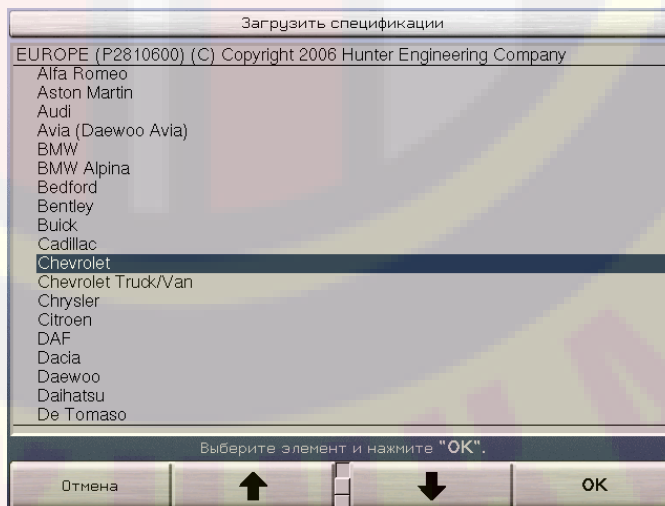 Загрузить спецификации
EUROPE (P2810600) (C) Copyright 2006 Hunter Engineering Company
Alfa Romeo
Aston Martin
Audi
Avia (Daewoo Avia)
BMW
BMW Alpina
Bedford
Bentley
Buick
Cadillac
Chevrolet
Chevrolet Truck/Van
Chrysler
Citroen
DAF
Dacia
Daewoo
Daihatsu
De Tomaso
Выберите элемент и нажмите "OK".
Отмена
OK